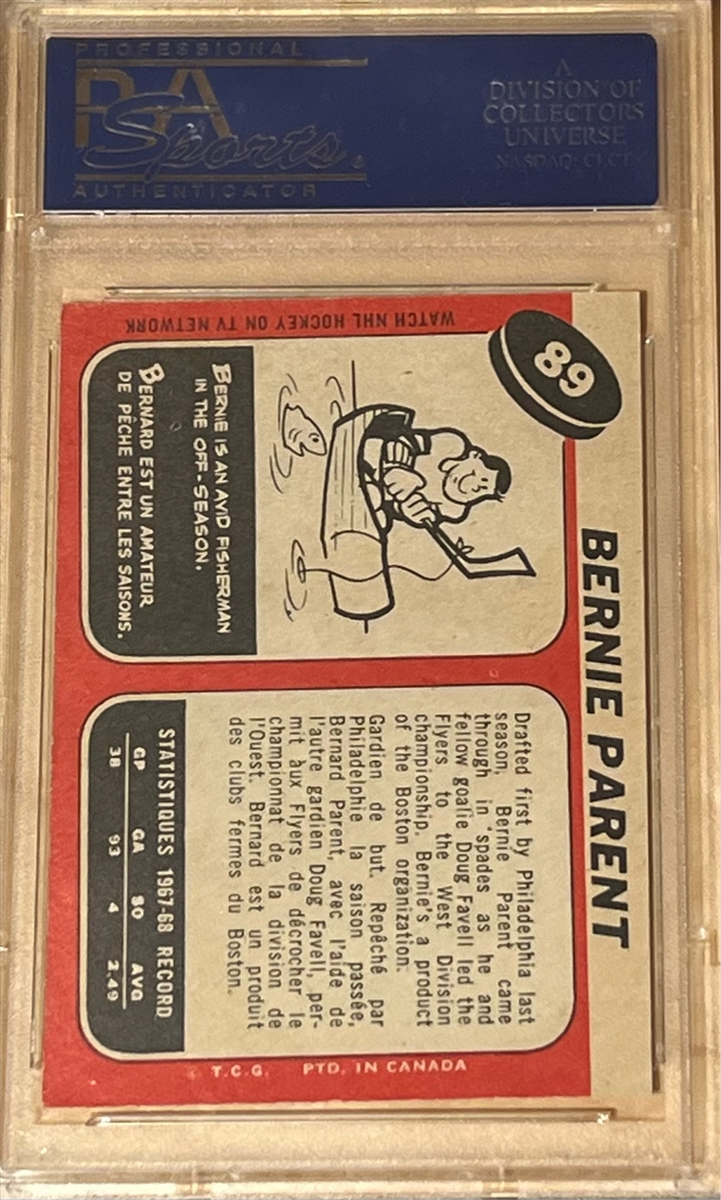 PROFESSIONAL
PSA
Sports
AUTHENTICATOR
A
DIVISION OF
COLLECTORS
UNIVERSE
NASDAQ: CLCT
WATCH NHL HOCKEY ON TV NETWORK
89
BERNIE PARENT
BERNIE IS AN AVID FISHERMAN
IN THE OFF-SEASON.
BERNARD EST UN AMATEUR
DE PÊCHE ENTRE LES SAISONS.
Drafted first by Philadelphia last
season, Bernie Parent came
through in 'spades as he and
fellow goalie Doug Favell led the
Flyers to the West Division
championship. Bernie's a product
of the Boston organization.
Gardien de but. Repêché par
Philadelphie la saison passée,
Bernard Parent, avec l'aide de
l'autre gardien Doug Favell, per-
mit aux Flyers de décrocher le
championnat de la division de
l'Ouest. Bernard est un produit
des clubs fermes du Boston.
STATISTIQUES 1967-68 RECORD
GP GA SO AVG
38 93 4 2.49
T.C.G. PTD. IN CANADA